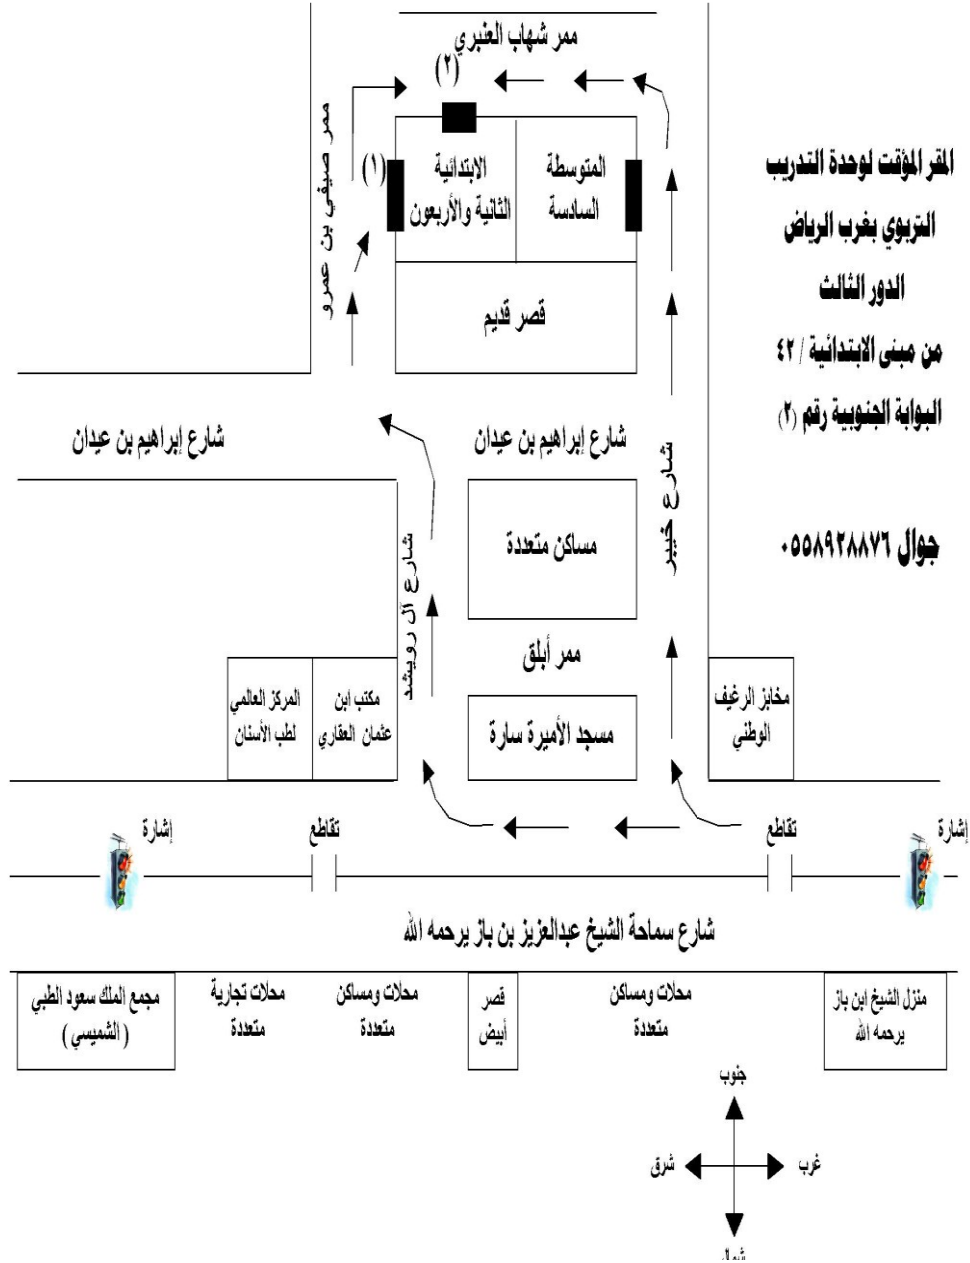 ممر شهاب العنبري
(٢)
ممر صيفي بن عمرو
(١)
المتوسطة
السادسة
الابتدائية
الثانية والأربعون
قصر قديم
المقر المؤقت لوحدة التدريب
التربوي بغرب الرياض
الدور الثالث
من مبنى الابتدائية / ٤٢
البوابة الجنوبية رقم (٢)
جوال ٠٥٥٨٩٢٨٨٧٦
شارع إبراهيم بن عيدان
شارع إبراهيم بن عيدان
شارع خيبر
مساكن متعددة
شارع آل رويشد
ممر أبلق
مسجد الأميرة سارة
مخابز الرغيف
الوطني
مكتب ابن
عثمان العقاري
المركز العالمي
لطب الأسنان
إشارة
تقاطع
تقاطع
إشارة
شارع سماحة الشيخ عبدالعزيز بن باز يرحمه الله
منزل الشيخ ابن باز
يرحمه الله
محلات ومساكن
متعددة
قصر
أبيض
محلات ومساكن
متعددة
محلات تجارية
متعددة
مجمع الملك سعود الطبي
( الشميسي )
جنوب
غرب
شرق
شمال